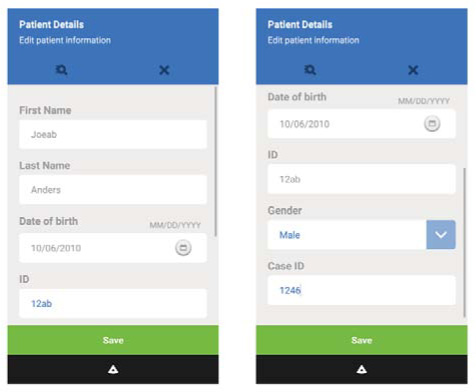 Patient Details
Edit patient information
First Name
Joeab
Last Name
Anders
Date of birth
MM/DD/YYYY
10/06/2010
ID
12ab
Save
Patient Details
Edit patient information
Date of birth
MM/DD/YYYY
10/06/2010
ID
12ab
Gender
Male
Case ID
1246
Save